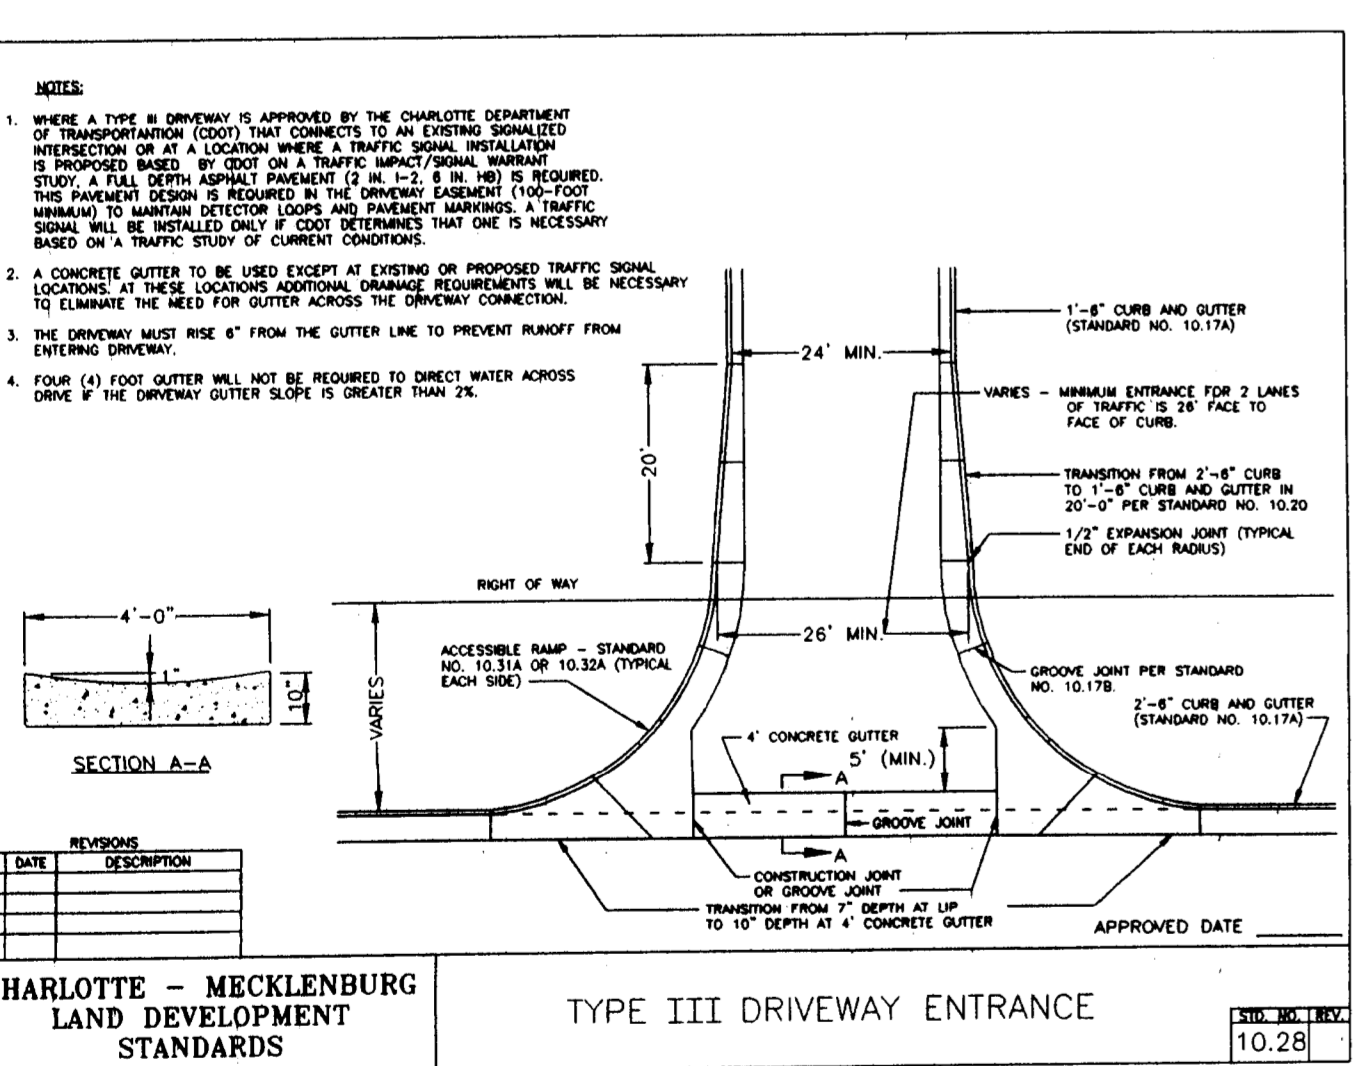 NOTES:
1. WHERE A TYPE III DRIVEWAY IS APPROVED BY THE CHARLOTTE DEPARTMENT
OF TRANSPORTANTION (CDOT) THAT CONNECTS TO AN EXISTING SIGNALIZED
INTERSECTION OR AT A LOCATION WHERE A TRAFFIC SIGNAL INSTALLATION
IS PROPOSED BASED BY CDOT ON A TRAFFIC IMPACT/SIGNAL WARRANT
STUDY, A FULL DEPTH ASPHALT PAVEMENT (2 IN. I-2, 6 IN. HB) IS REQUIRED.
THIS PAVEMENT DESIGN IS REQUIRED IN THE DRIVEWAY EASEMENT (100-FOOT
MINIMUM) TO MAINTAIN DETECTOR LOOPS AND PAVEMENT MARKINGS. A TRAFFIC
SIGNAL WILL BE INSTALLED ONLY IF CDOT DETERMINES THAT ONE IS NECESSARY
BASED ON A TRAFFIC STUDY OF CURRENT CONDITIONS.
2. A CONCRETE GUTTER TO BE USED EXCEPT AT EXISTING OR PROPOSED TRAFFIC SIGNAL
LOCATIONS. AT THESE LOCATIONS ADDITIONAL DRAINAGE REQUIREMENTS WILL BE NECESSARY
TO ELIMINATE THE NEED FOR GUTTER ACROSS THE DRIVEWAY CONNECTION.
3. THE DRIVEWAY MUST RISE 6" FROM THE GUTTER LINE TO PREVENT RUNOFF FROM
ENTERING DRIVEWAY.
4. FOUR (4) FOOT GUTTER WILL NOT BE REQUIRED TO DIRECT WATER ACROSS
DRIVE IF THE DIRVEWAY GUTTER SLOPE IS GREATER THAN 2%.
1'-6" CURB AND GUTTER
(STANDARD NO. 10.17A)
24' MIN.
VARIES - MINIMUM ENTRANCE FOR 2 LANES
OF TRAFFIC IS 26' FACE TO
FACE OF CURB.
20'
TRANSITION FROM 2'-6" CURB
TO 1'-6" CURB AND GUTTER IN
20'-0" PER STANDARD NO. 10.20
1/2" EXPANSION JOINT (TYPICAL
END OF EACH RADIUS)
RIGHT OF WAY
4'-0"
1"
10"
SECTION A-A
VARIES
26' MIN.
ACCESSIBLE RAMP - STANDARD
NO. 10.31A OR 10.32A (TYPICAL
EACH SIDE)
GROOVE JOINT PER STANDARD
NO. 10.17B.
2'-6" CURB AND GUTTER
(STANDARD NO. 10.17A)
4' CONCRETE GUTTER
5' (MIN.)
A
GROOVE JOINT
A
CONSTRUCTION JOINT
OR GROOVE JOINT
TRANSITION FROM 7" DEPTH AT LIP
TO 10" DEPTH AT 4' CONCRETE GUTTER
APPROVED DATE
REVISIONS
DATE DESCRIPTION
HARLOTTE - MECKLENBURG
LAND DEVELOPMENT
STANDARDS
TYPE III DRIVEWAY ENTRANCE
STD. NO. REV.
10.28